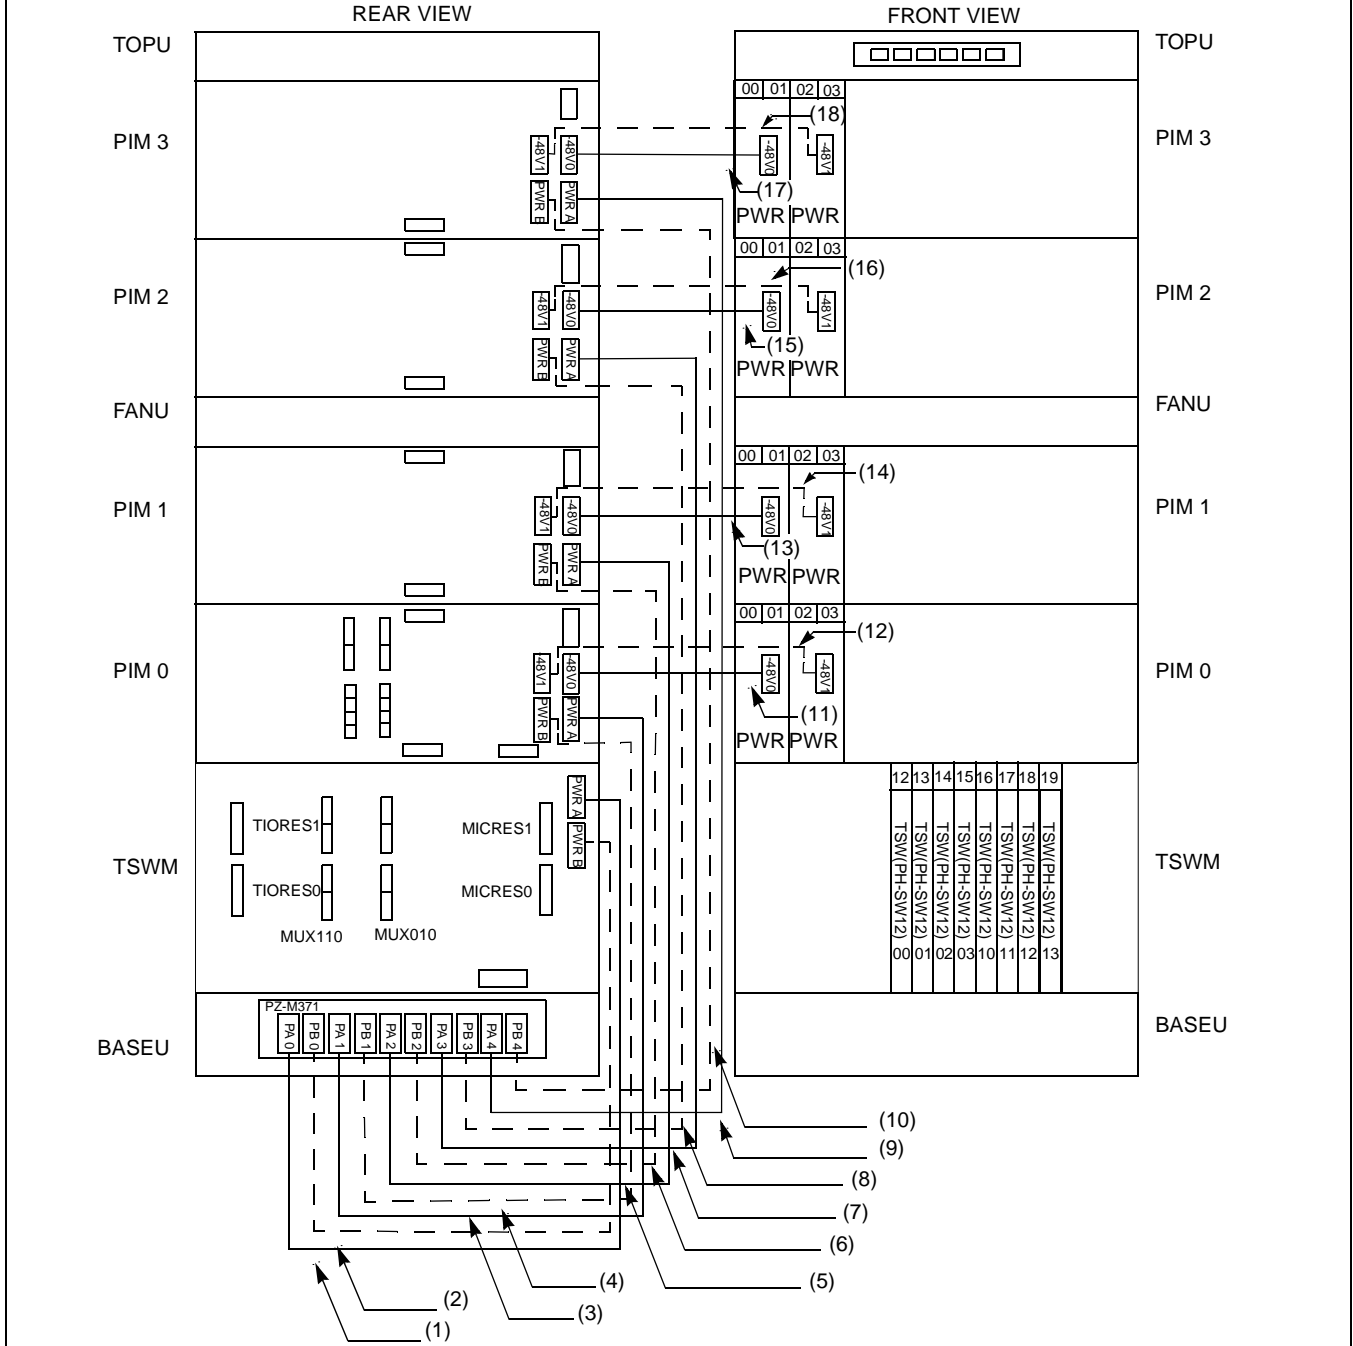 REAR VIEW
FRONT VIEW
TOPU
TOPU
00 01 02 03
(18)
PIM 3
-48V1
-48V0
-48V0
-48V1
PIM 3
(17)
PWR B
PWR A
PWR PWR
00 01 02 03
(16)
PIM 2
-48V1
-48V0
-48V0
-48V1
PIM 2
(15)
PWR B
PWR A
PWR PWR
FANU
FANU
00 01 02 03
(14)
PIM 1
-48V1
-48V0
-48V0
-48V1
PIM 1
(13)
PWR B
PWR A
PWR PWR
00 01 02 03
(12)
PIM 0
-48V1
-48V0
-48V0
-48V1
PIM 0
(11)
PWR B
PWR A
PWR PWR
12 13 14 15 16 17 18 19
PWR A
PWR B
TIORES1
MICRES1
TSWM
TSW(PH-SW12)
TSW(PH-SW12)
TSW(PH-SW12)
TSW(PH-SW12)
TSW(PH-SW12)
TSW(PH-SW12)
TSW(PH-SW12)
TSW(PH-SW12)
TSWM
TIORES0
MICRES0
MUX110
MUX010
00 01 02 03 10 11 12 13
PZ-M371
BASEU
PA 0
PB 0
PA 1
PB 1
PA 2
PB 2
PA 3
PB 3
PA 4
PB 4
BASEU
(10)
(9)
(8)
(7)
(6)
(5)
(4)
(3)
(2)
(1)